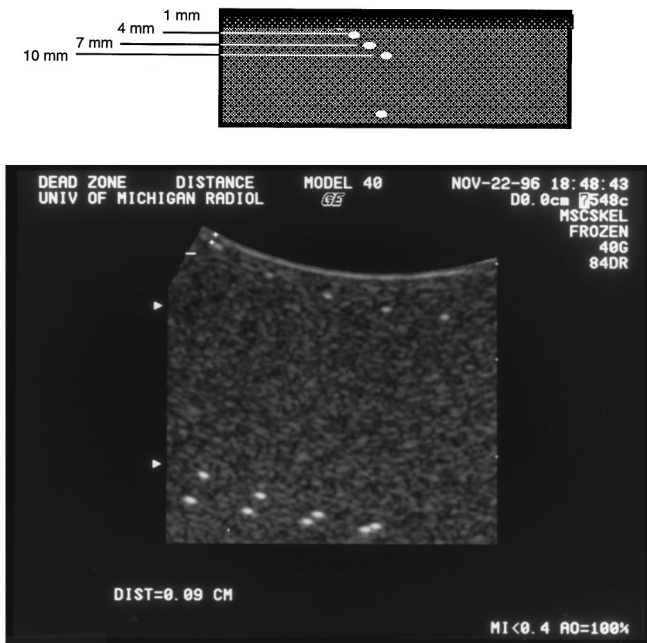 1 mm
4 mm
7 mm
10 mm
DEAD ZONE DISTANCE MODEL 40 NOV-22-96 18:48:43
UNIV OF MICHIGAN RADIOL GE D0.0cm 7548c
MSCSKEL
FROZEN
40G
84DR
DIST=0.09 CM
MI<0.4 AO=100%